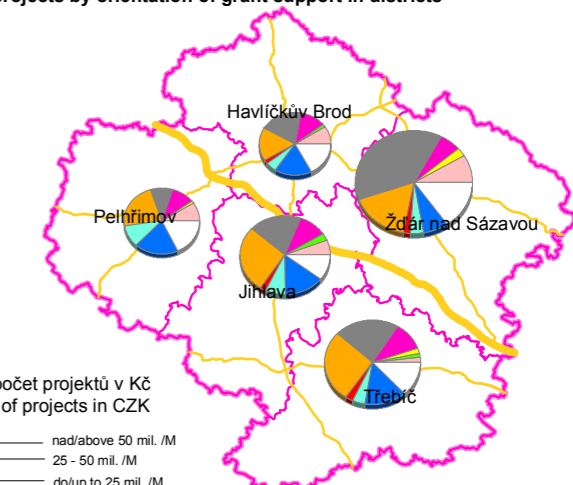 projects by orientation of grant support in districts
Havlíčkův Brod
Pelhřimov
Žďár nad Sázavou
Jihlava
Třebíč
počet projektů v Kč
of projects in CZK
nad/above 50 mil. /M
25 - 50 mil. /M
do/up to 25 mil. /M